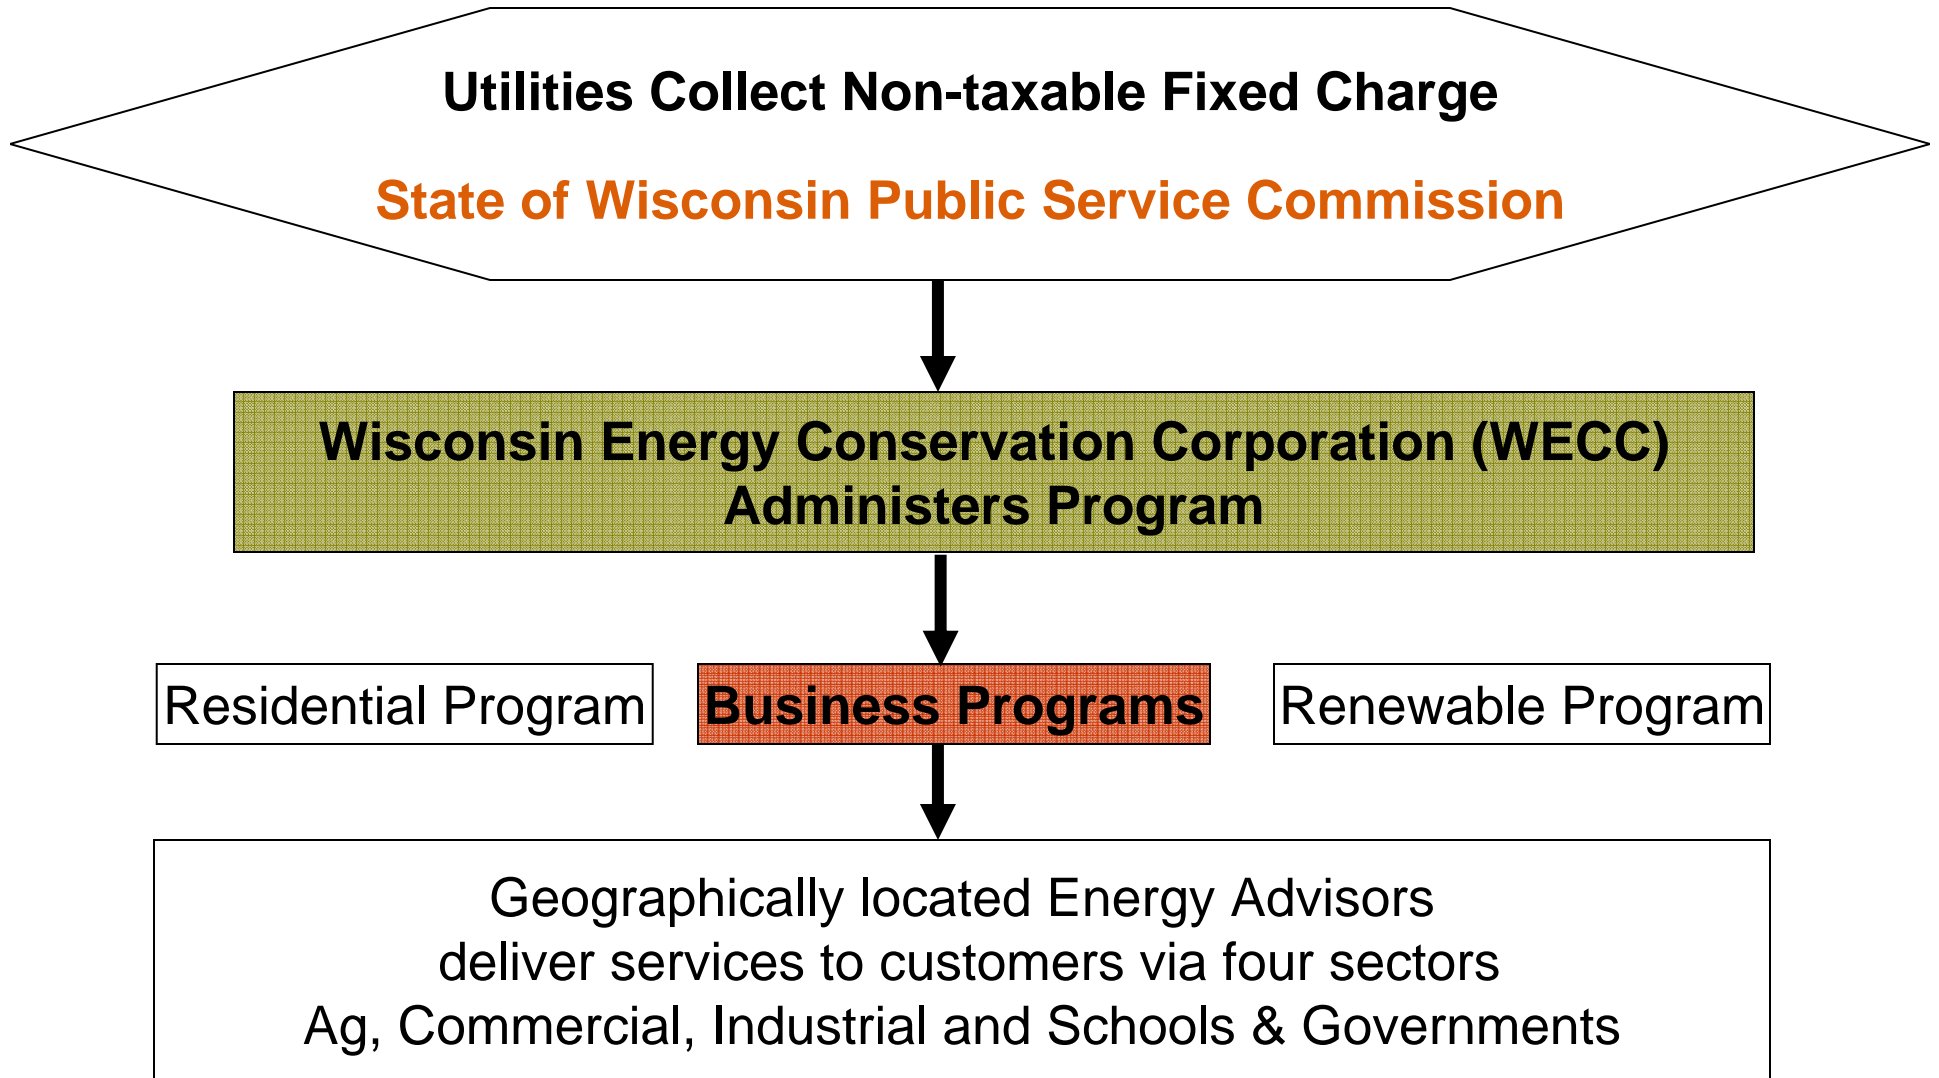 Utilities Collect Non-taxable Fixed Charge
State of Wisconsin Public Service Commission
Wisconsin Energy Conservation Corporation (WECC)
Administers Program
Residential Program
Business Programs
Renewable Program
Geographically located Energy Advisors
deliver services to customers via four sectors
Ag, Commercial, Industrial and Schools & Governments